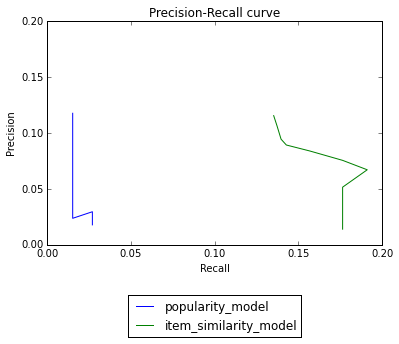 Precision-Recall curve
0.20
0.15
0.10
0.05
0.00
Precision
0.00 0.05 0.10 0.15 0.20
Recall
popularity_model
item_similarity_model